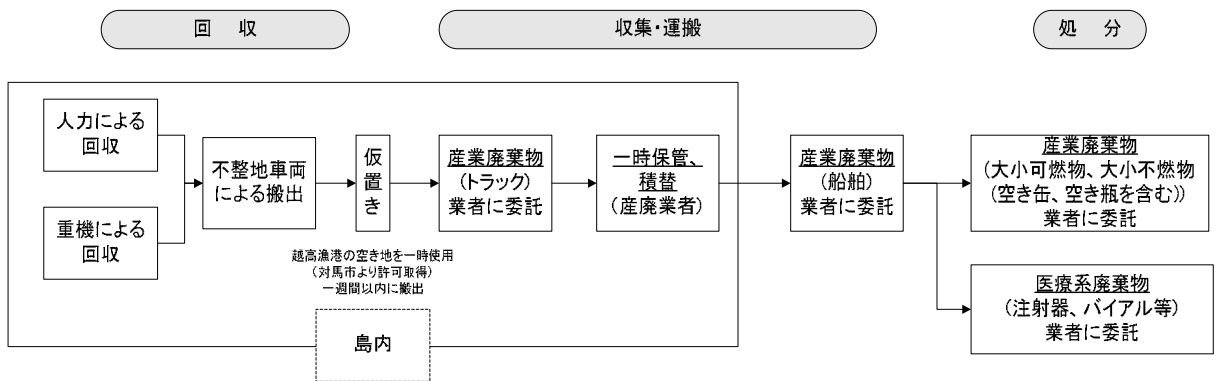 回 収
収集・運搬
処 分
人力による
回収
重機による
回収
不整地車両
による搬出
仮置き
越高漁港の空き地を一時使用
(対馬市より許可取得)
一週間以内に搬出
産業廃棄物
(トラック)
業者に委託
一時保管、
積替
(産廃業者)
産業廃棄物
(船舶)
業者に委託
産業廃棄物
(大小可燃物、大小不燃物
(空き缶、空き瓶を含む))
業者に委託
医療系廃棄物
(注射器、バイアル等)
業者に委託
島内